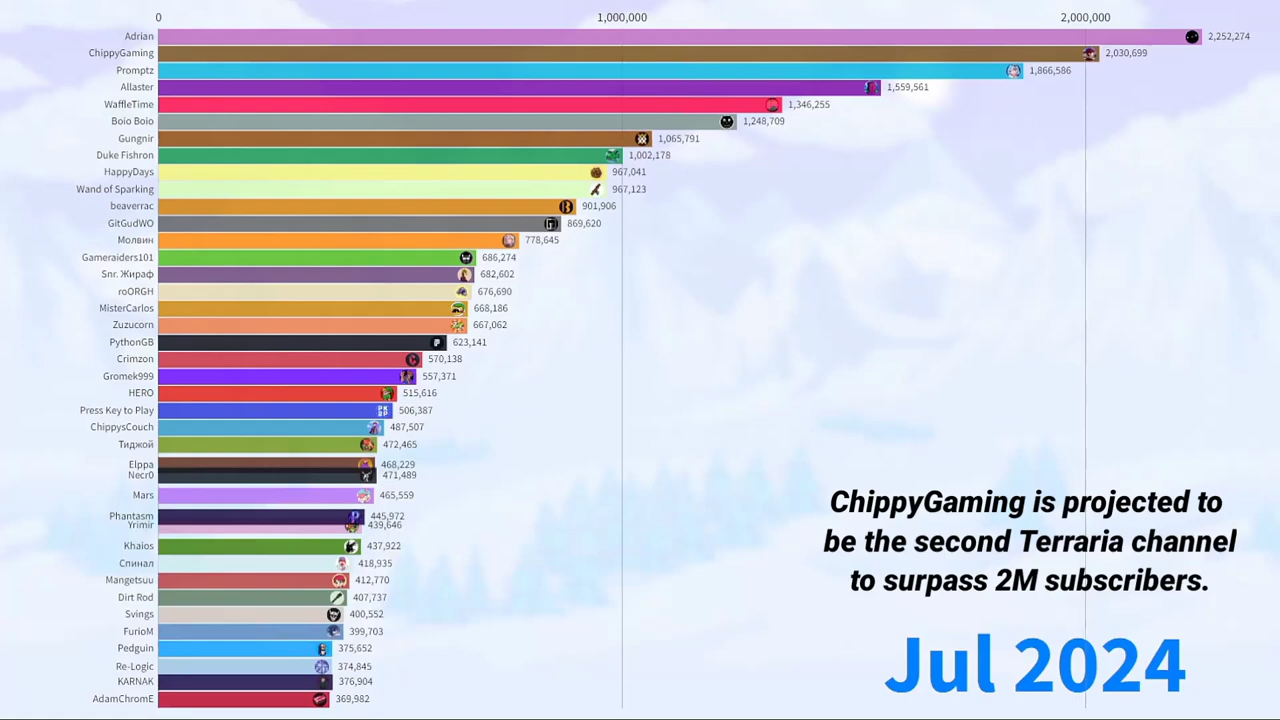 0 1,000,000 2,000,000
Adrian 2,252,274
ChippyGaming 2,030,699
Promptz 1,866,586
Allaster 1,559,561
WaffleTime 1,346,255
Boio Boio 1,248,709
Gungnir 1,065,791
Duke Fishron 1,002,178
HappyDays 967,041
Wand of Sparking 967,123
beaverrac 901,906
GitGudWO 869,620
Молвин 778,645
Gameraiders101 686,274
Snr. Жираф 682,602
roORGH 676,690
MisterCarlos 668,186
Zuzucorn 667,062
PythonGB 623,141
Crimzon 570,138
Gromek999 557,371
HERO 515,616
Press Key to Play 506,387
ChippysCouch 487,507
Тиджой 472,465
Elppa 468,229
Necr0 471,489
Mars 465,559
Phantasm 445,972
Yrimir 439,646
Khaios 437,922
Спинал 418,935
Mangetsuu 412,770
Dirt Rod 407,737
Svings 400,552
FurioM 399,703
Pedguin 375,652
Re-Logic 374,845
KARNAK 376,904
AdamChromE 369,982
ChippyGaming is projected to
be the second Terraria channel
to surpass 2M subscribers.
Jul 2024